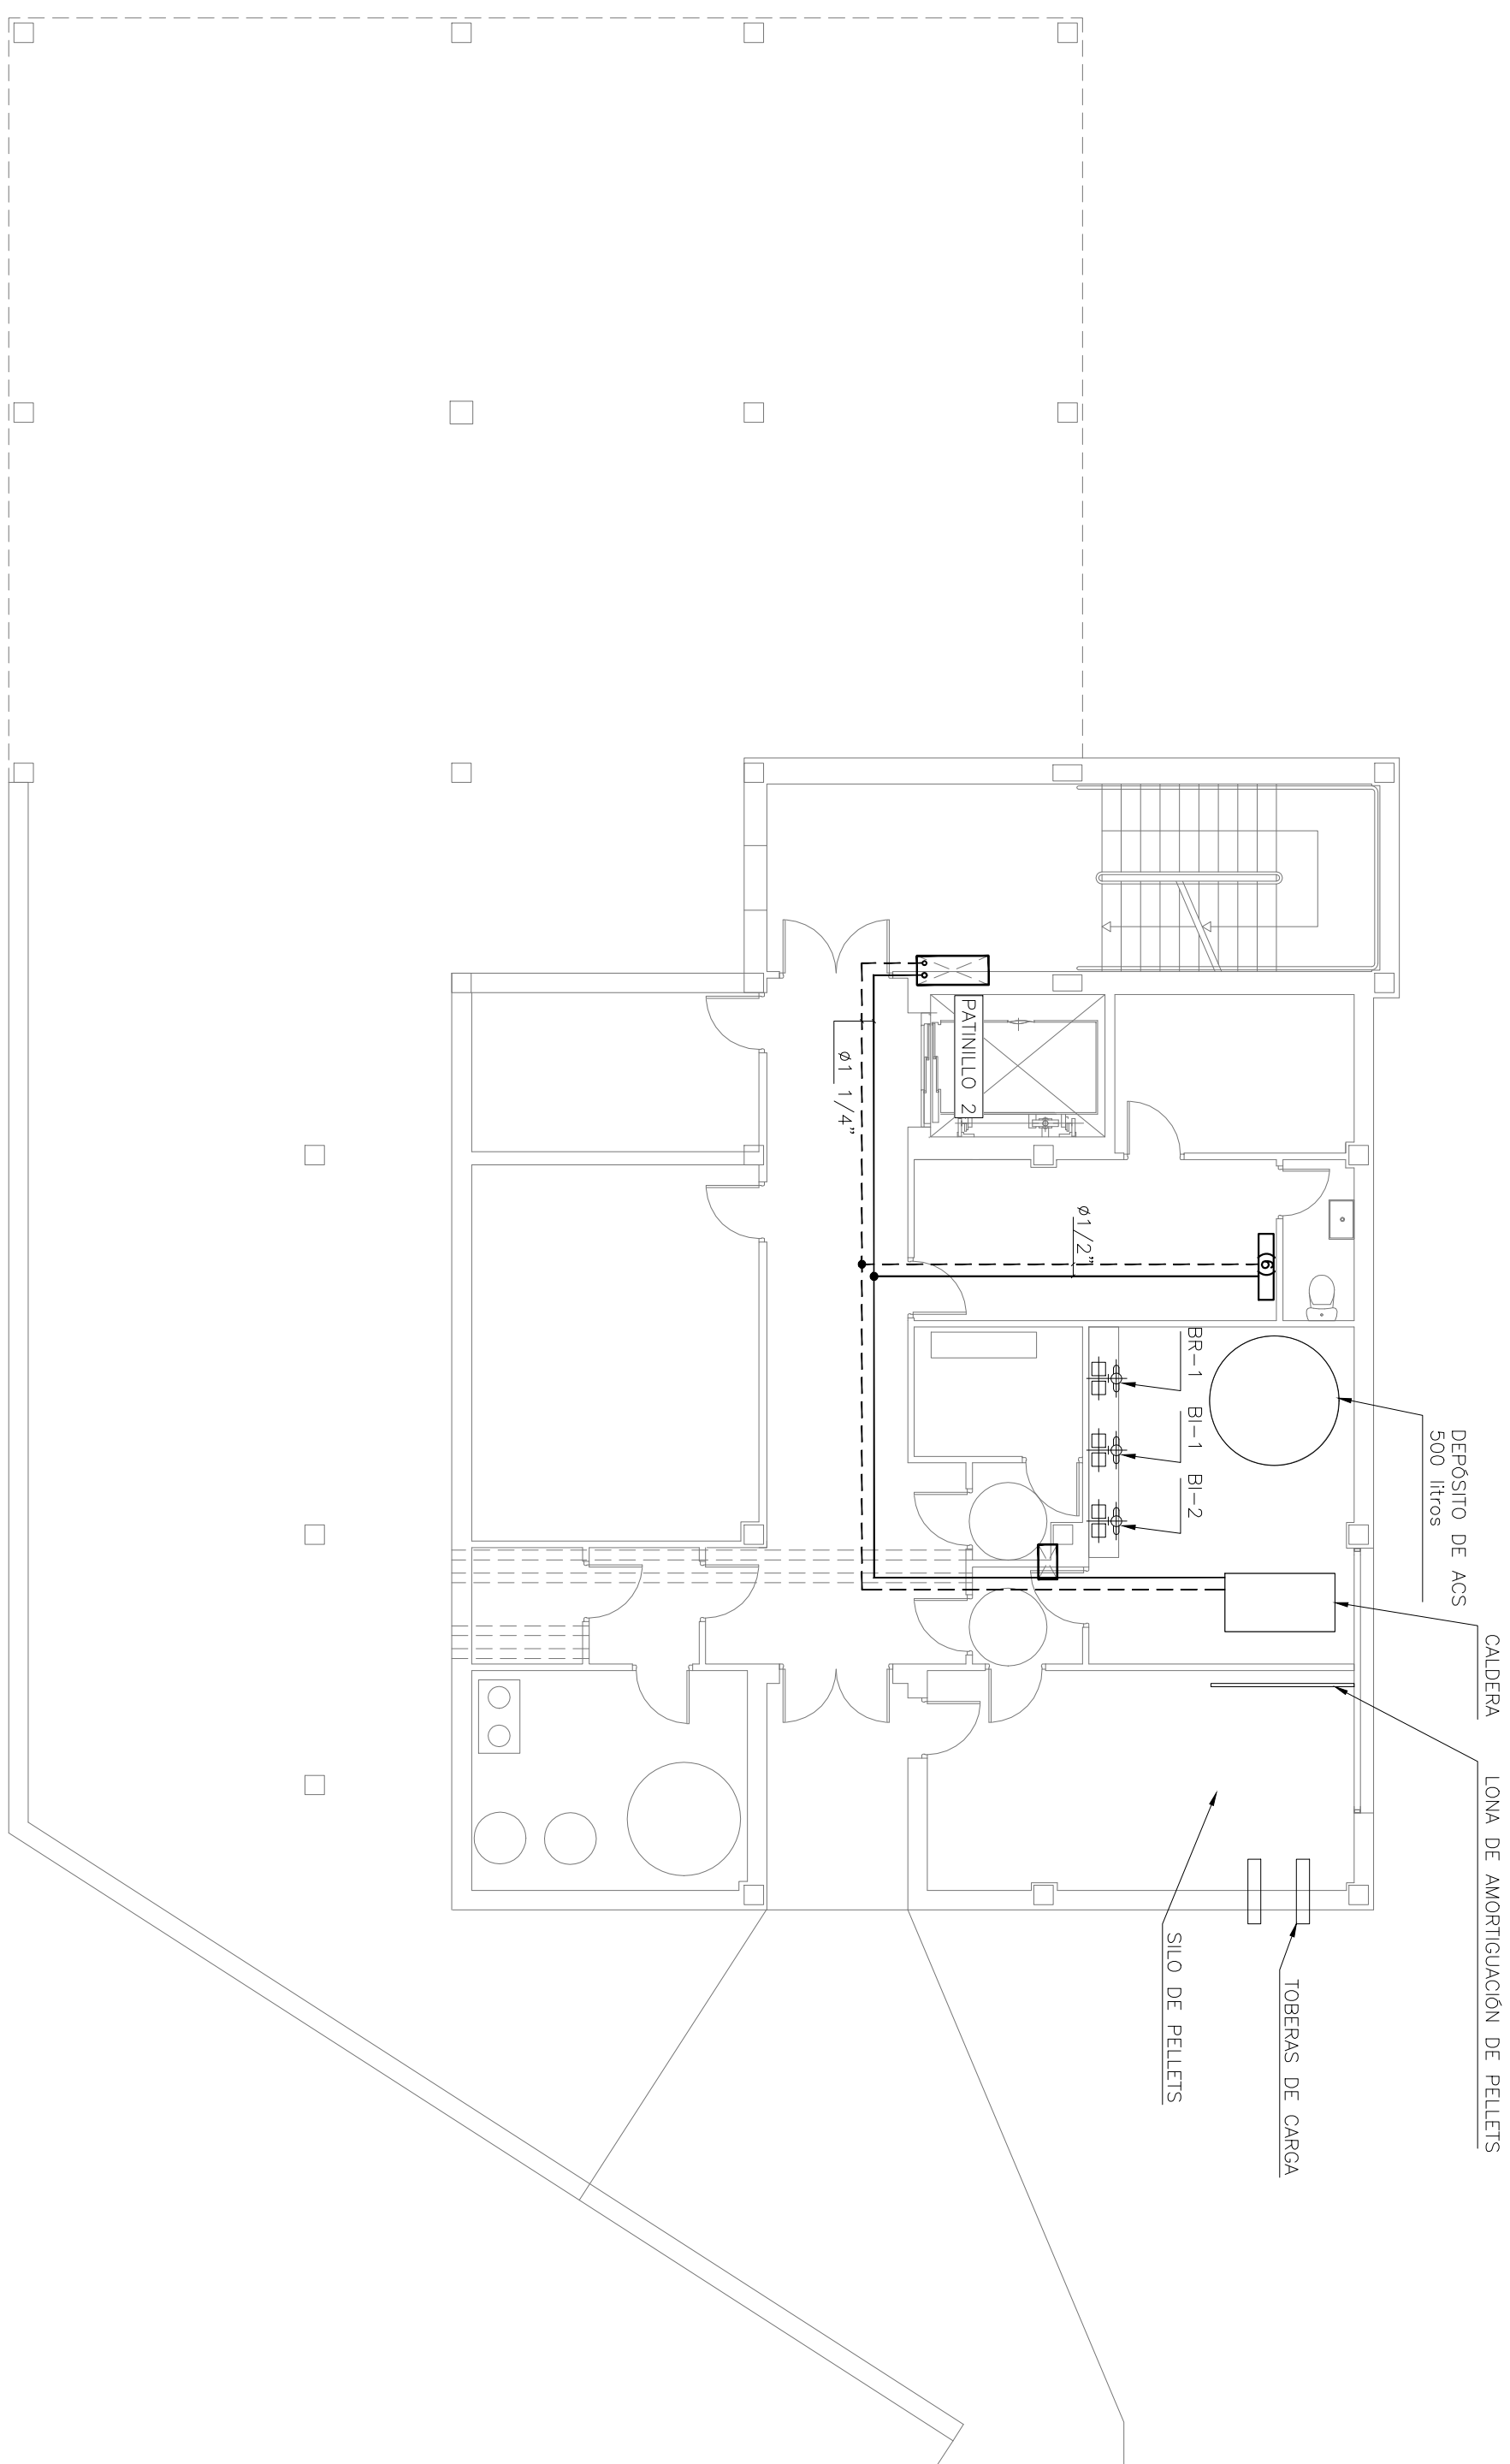 DEPÓSITO DE ACS
500 litros
CALDERA
LONA DE AMORTIGUACIÓN DE PELLETS
TOBERAS DE CARGA
SILO DE PELLETS
BR-1
BI-1
BI-2
(6)
ø1/2"
PATINILLO 2
ø1 1/4"